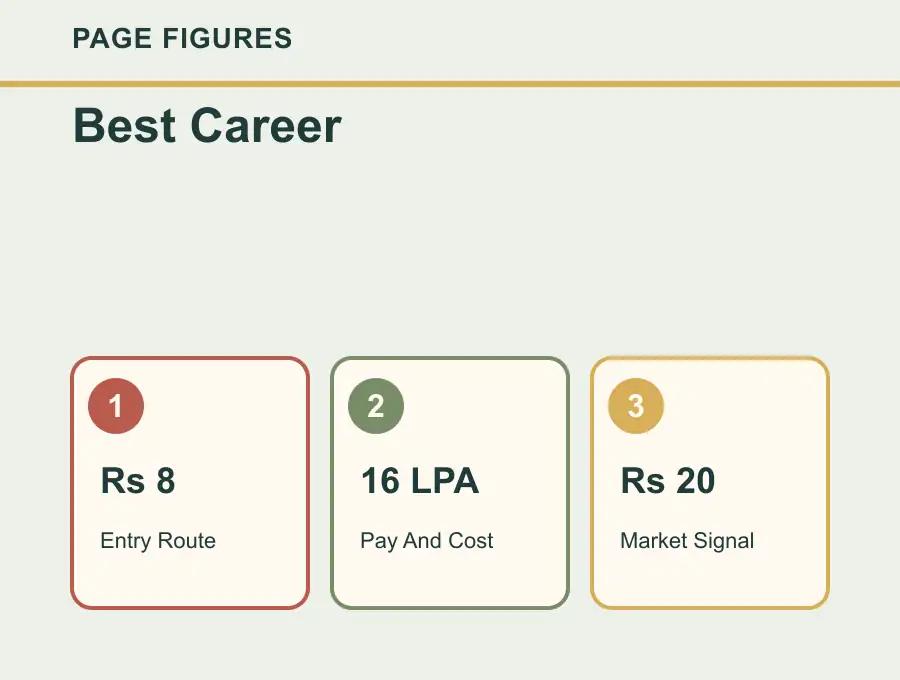 PAGE FIGURES
Best Career
1
Rs 8
Entry Route
2
16 LPA
Pay And Cost
3
Rs 20
Market Signal